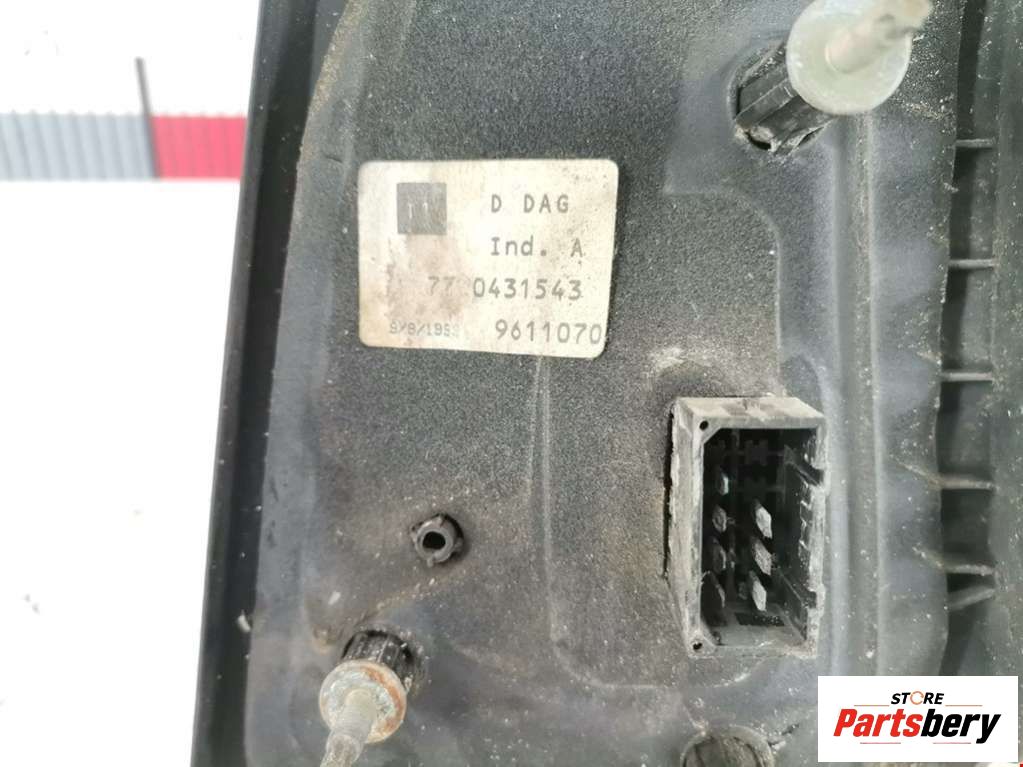 D DAG
Ind. A
77 0431543
9611070
STORE
Partsbery